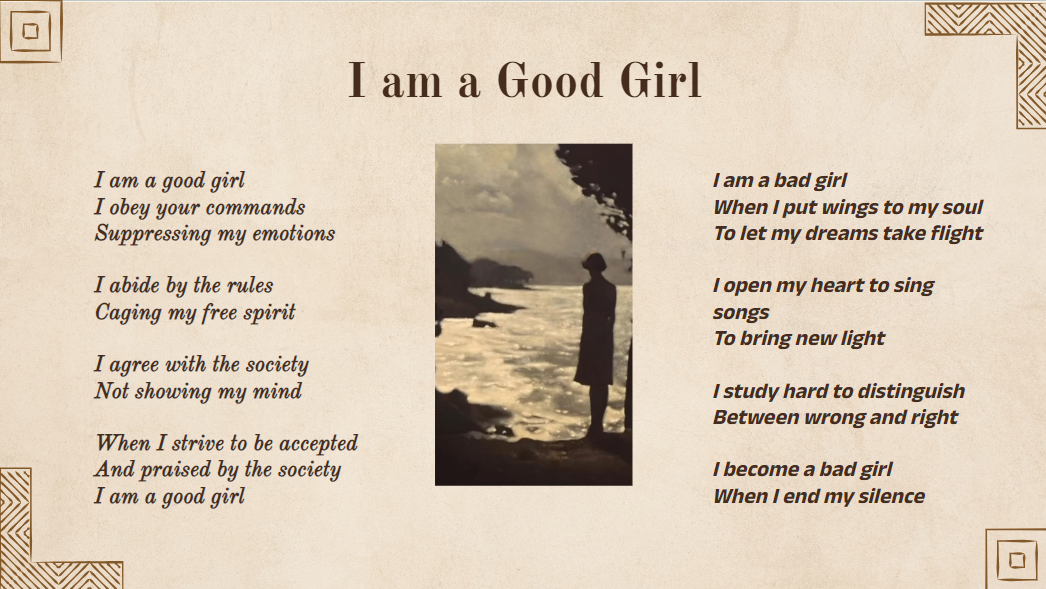 I am a Good Girl
I am a good girl
I obey your commands
Suppressing my emotions
I abide by the rules
Caging my free spirit
I agree with the society
Not showing my mind
When I strive to be accepted
And praised by the society
I am a good girl
I am a bad girl
When I put wings to my soul
To let my dreams take flight
I open my heart to sing
songs
To bring new light
I study hard to distinguish
Between wrong and right
I become a bad girl
When I end my silence